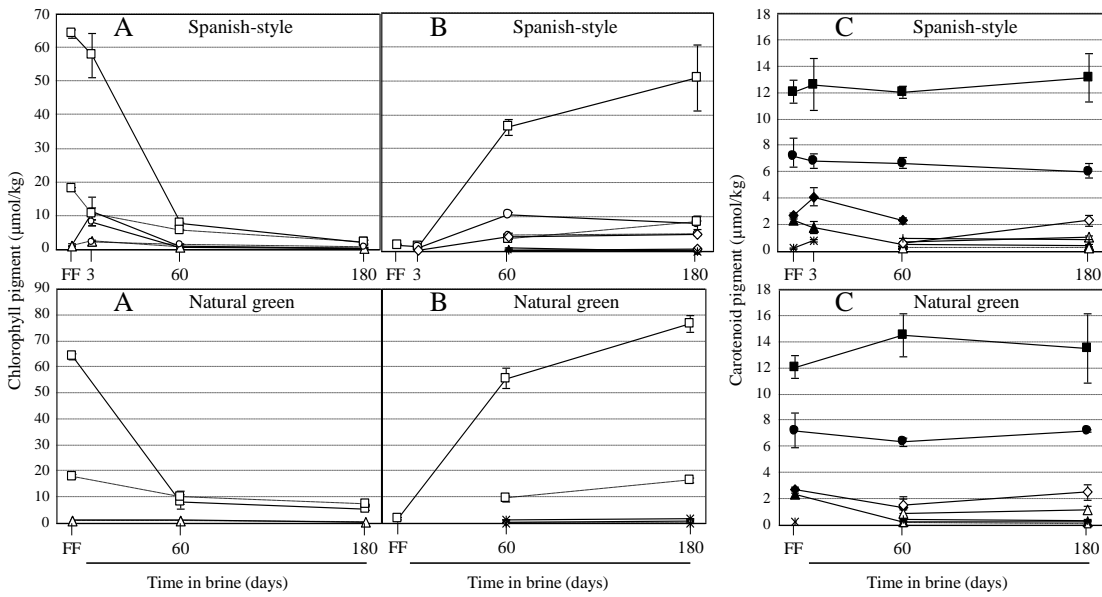 Chlorophyll pigment (μmol/kg)
A Spanish-style
70
60
50
40
30
20
10
0
FF 3 60 180
B Spanish-style
FF 3 60 180
Carotenoid pigment (μmol/kg)
C Spanish-style
18
16
14
12
10
8
6
4
2
0
FF 3 60 180
A Natural green
90
80
70
60
50
40
30
20
10
0
FF 60 180
Time in brine (days)
B Natural green
FF 60 180
Time in brine (days)
C Natural green
18
16
14
12
10
8
6
4
2
0
FF 60 180
Time in brine (days)